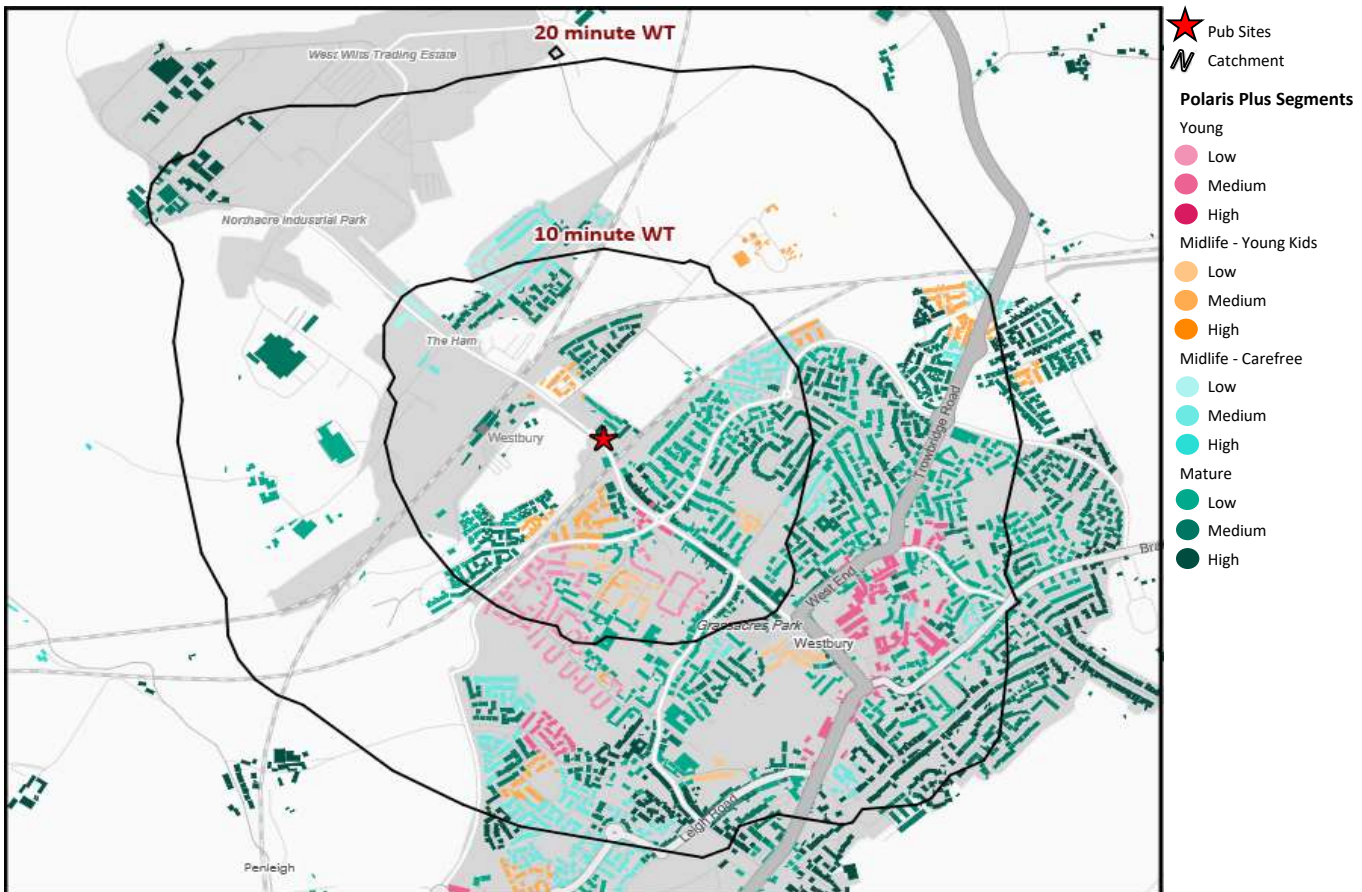 20 minute WT
West Wilts Trading Estate
Northacre Industrial Park
10 minute WT
The Ham
Westbury
Trowbridge Road
West End
Bra
Grassacres Park
Westbury
Leigh Road
Penleigh
Pub Sites
Catchment
Polaris Plus Segments
Young
Low
Medium
High
Midlife - Young Kids
Low
Medium
High
Midlife - Carefree
Low
Medium
High
Mature
Low
Medium
High